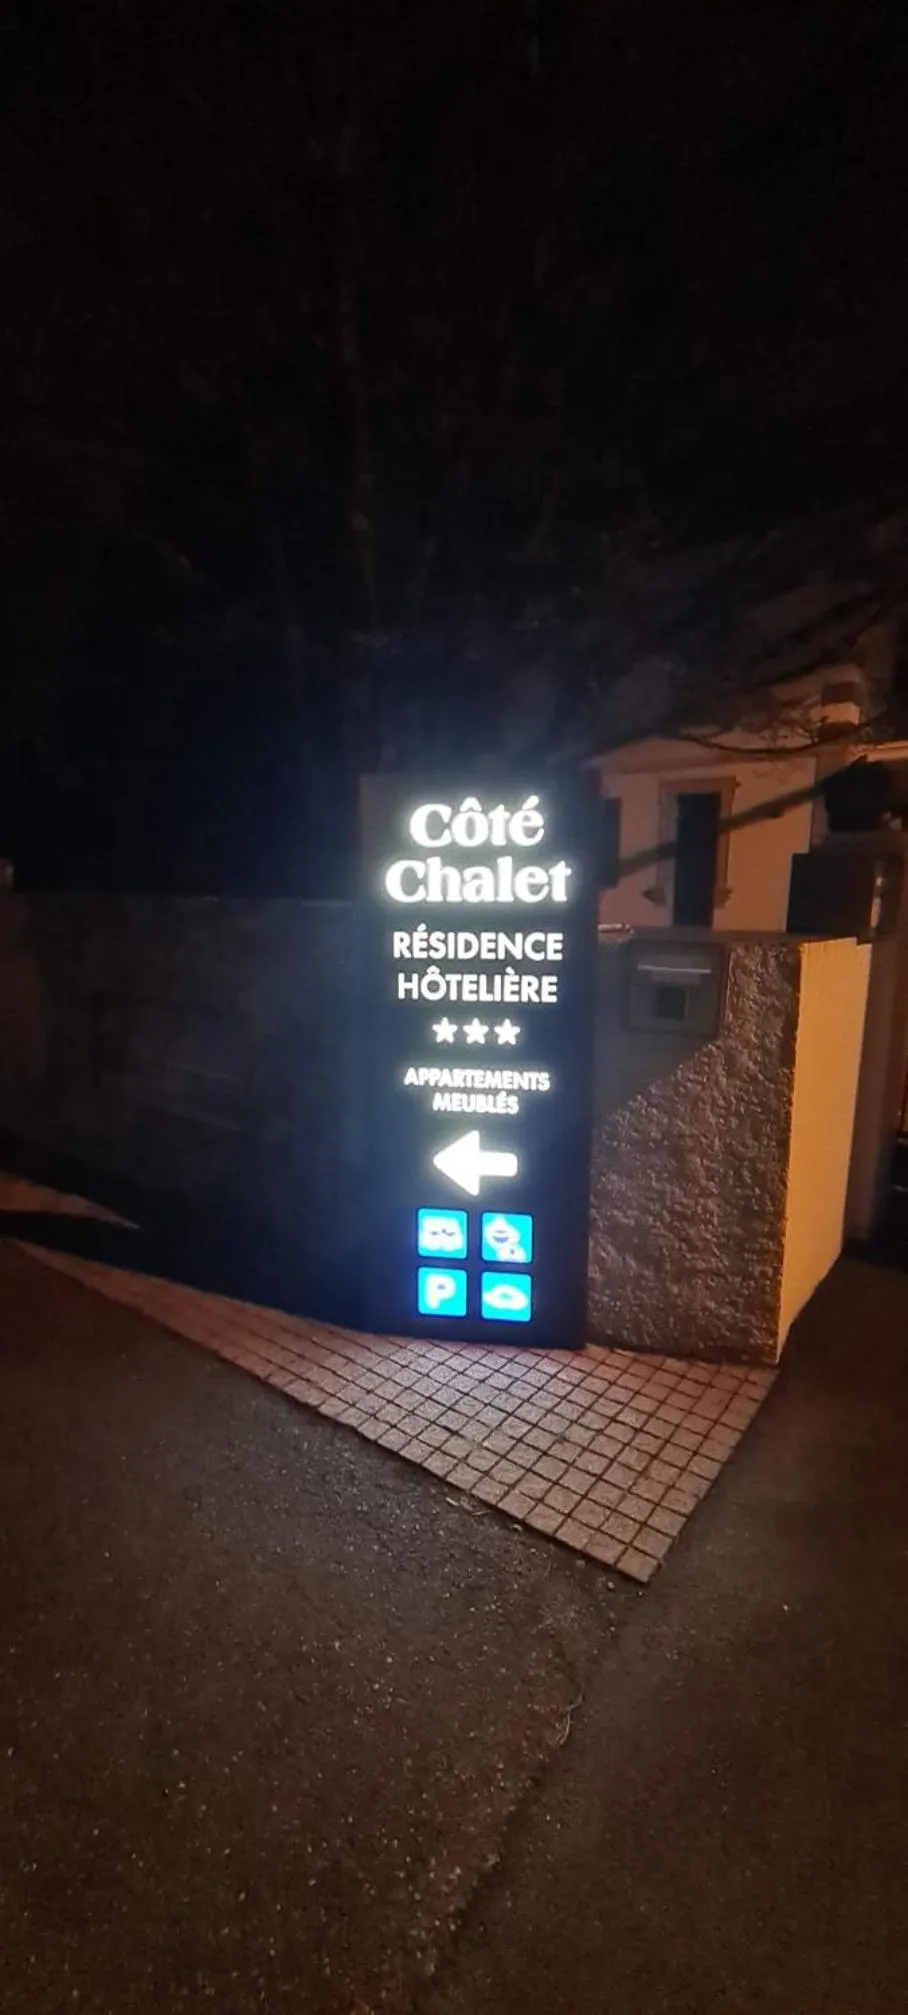 Côté
Chalet
RÉSIDENCE
HÔTELIÈRE
APPARTEMENTS
MEUBLÉS
P